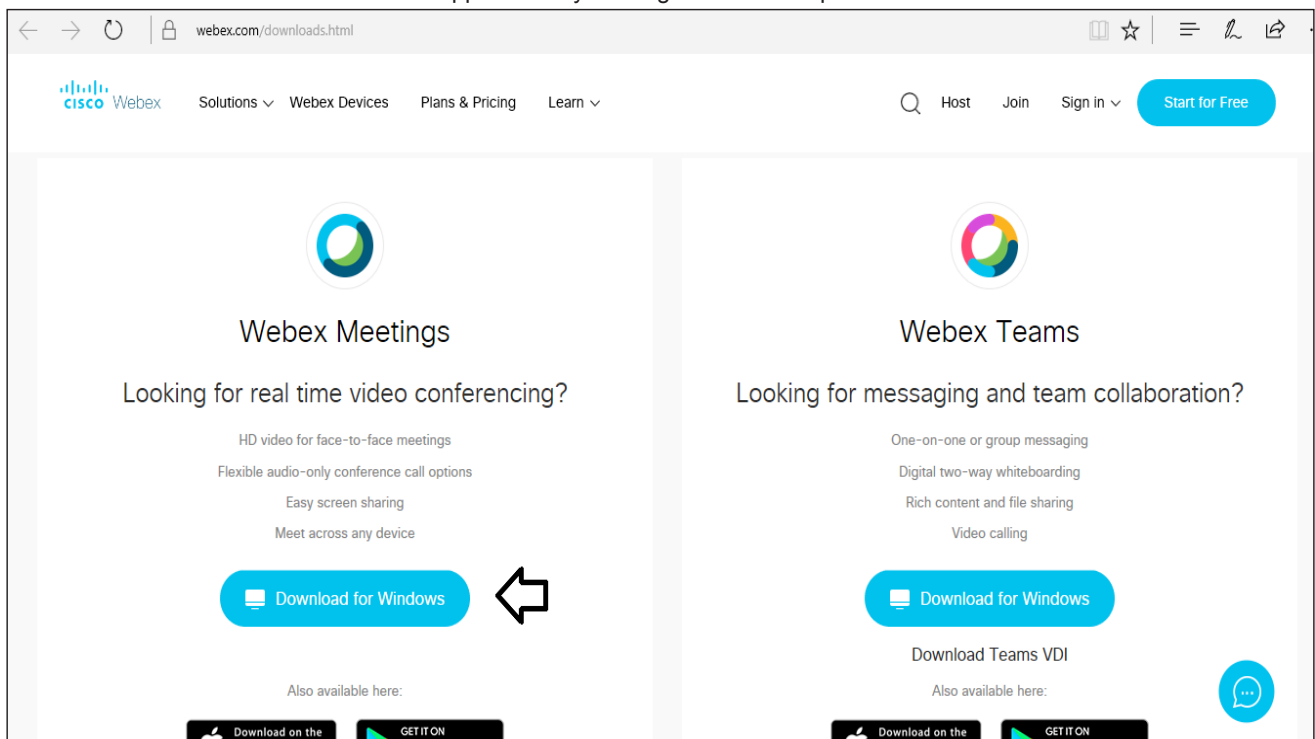 webex.com/downloads.html
cisco Webex Solutions Webex Devices Plans & Pricing Learn Host Join Sign in Start for Free
Webex Meetings
Looking for real time video conferencing?
HD video for face-to-face meetings
Flexible audio-only conference call options
Easy screen sharing
Meet across any device
Download for Windows
Also available here:
Download on the
GET IT ON
Webex Teams
Looking for messaging and team collaboration?
One-on-one or group messaging
Digital two-way whiteboarding
Rich content and file sharing
Video calling
Download for Windows
Download Teams VDI
Also available here:
Download on the
GET IT ON